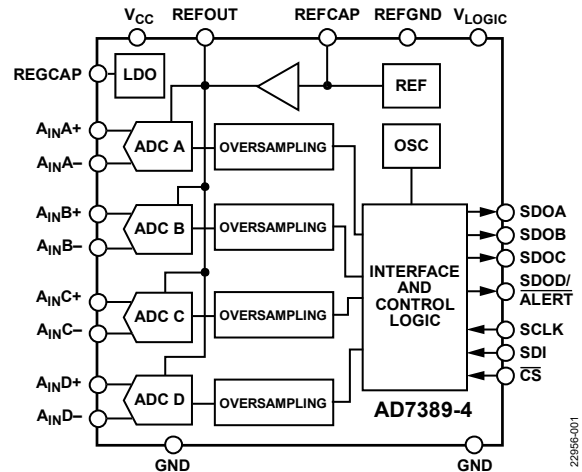 VCC REFOUT REFCAP REFGND VLOGIC
REGCAP LDO REF
AINA+
AINA−
ADC A OVERSAMPLING OSC
AINB+
AINB−
ADC B OVERSAMPLING
AINC+
AINC−
ADC C OVERSAMPLING
AIND+
AIND−
ADC D OVERSAMPLING
INTERFACE
AND
CONTROL
LOGIC
SDOA
SDOB
SDOC
SDOD/
ALERT
SCLK
SDI
CS
AD7389-4
GND GND
22956-001